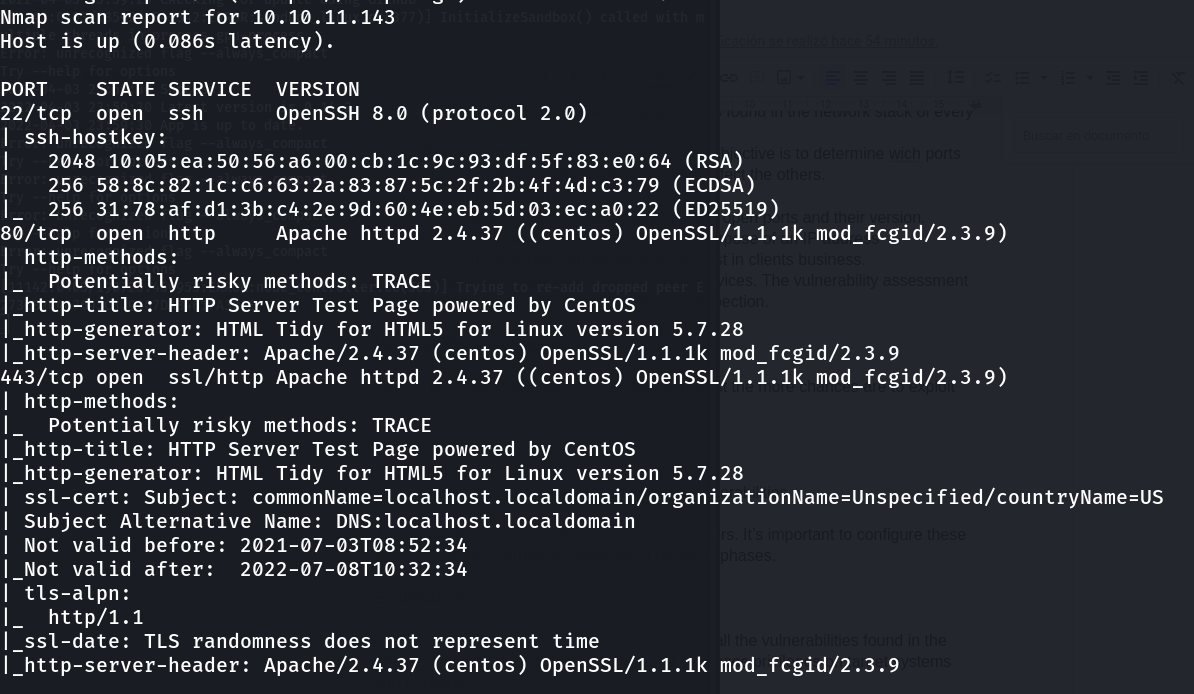 Nmap scan report for 10.10.11.143
Host is up (0.086s latency).
PORT    STATE SERVICE  VERSION
22/tcp  open  ssh      OpenSSH 8.0 (protocol 2.0)
| ssh-hostkey:
|   2048 10:05:ea:50:56:a6:00:cb:1c:9c:93:df:5f:83:e0:64 (RSA)
|   256 58:8c:82:1c:c6:63:2a:83:87:5c:2f:2b:4f:4d:c3:79 (ECDSA)
|_  256 31:78:af:d1:3b:c4:2e:9d:60:4e:eb:5d:03:ec:a0:22 (ED25519)
80/tcp  open  http     Apache httpd 2.4.37 ((centos) OpenSSL/1.1.1k mod_fcgid/2.3.9)
| http-methods:
|_  Potentially risky methods: TRACE
|_http-title: HTTP Server Test Page powered by CentOS
|_http-generator: HTML Tidy for HTML5 for Linux version 5.7.28
|_http-server-header: Apache/2.4.37 (centos) OpenSSL/1.1.1k mod_fcgid/2.3.9
443/tcp open  ssl/http Apache httpd 2.4.37 ((centos) OpenSSL/1.1.1k mod_fcgid/2.3.9)
| http-methods:
|_  Potentially risky methods: TRACE
|_http-title: HTTP Server Test Page powered by CentOS
|_http-generator: HTML Tidy for HTML5 for Linux version 5.7.28
| ssl-cert: Subject: commonName=localhost.localdomain/organizationName=Unspecified/countryName=US
| Subject Alternative Name: DNS:localhost.localdomain
| Not valid before: 2021-07-03T08:52:34
|_Not valid after:  2022-07-08T10:32:34
| tls-alpn:
|_  http/1.1
|_ssl-date: TLS randomness does not represent time
|_http-server-header: Apache/2.4.37 (centos) OpenSSL/1.1.1k mod_fcgid/2.3.9